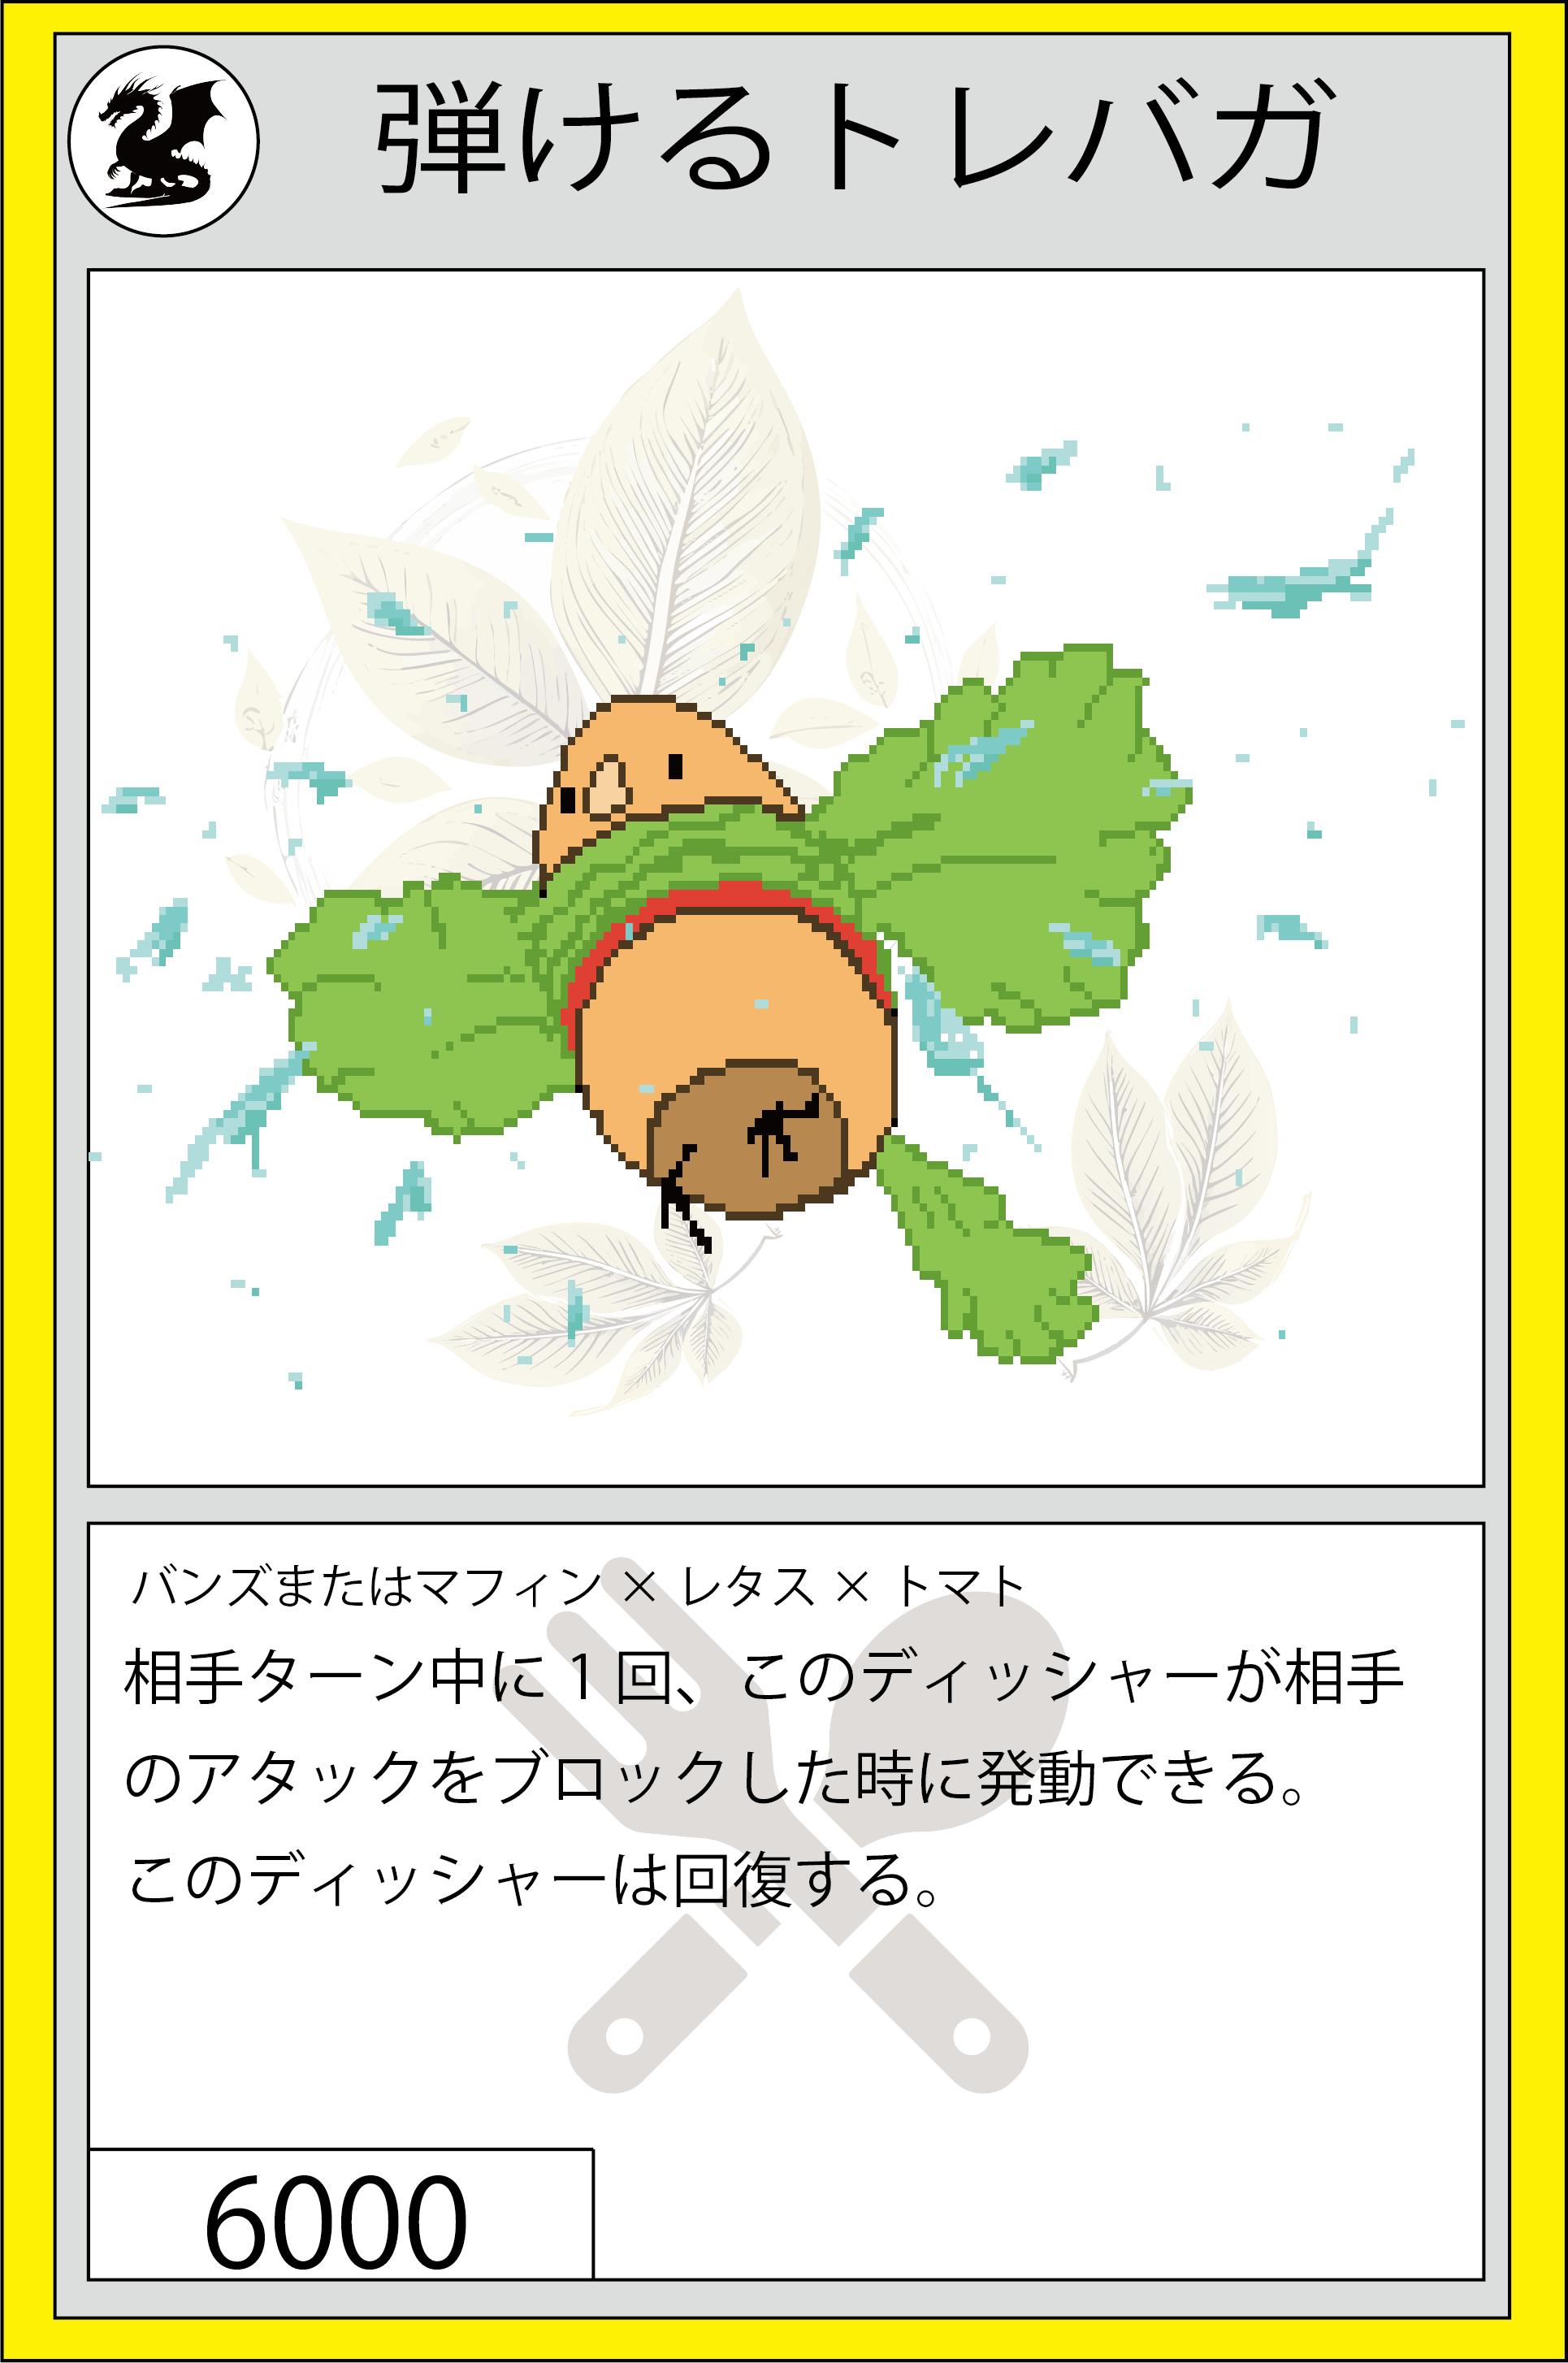 弾けるトレバガ
バンズまたはマフィン × レタス × トマト
相手ターン中に１回、このディッシャーが相手
のアタックをブロックした時に発動できる。
このディッシャーは回復する。
6000